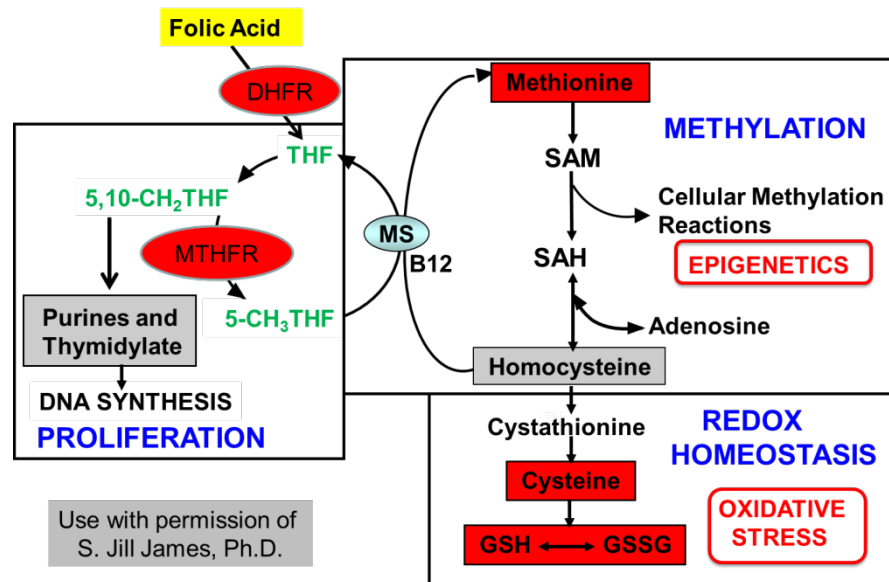 Folic Acid
DHFR
THF
5,10-CH₂THF
MTHFR
5-CH₃THF
Purines and
Thymidylate
DNA SYNTHESIS
PROLIFERATION
MS
B12
Methionine
METHYLATION
SAM
Cellular Methylation
Reactions
EPIGENETICS
SAH
Adenosine
Homocysteine
Cystathionine
REDOX
HOMEOSTASIS
Cysteine
OXIDATIVE
STRESS
GSH GSSG
Use with permission of
S. Jill James, Ph.D.